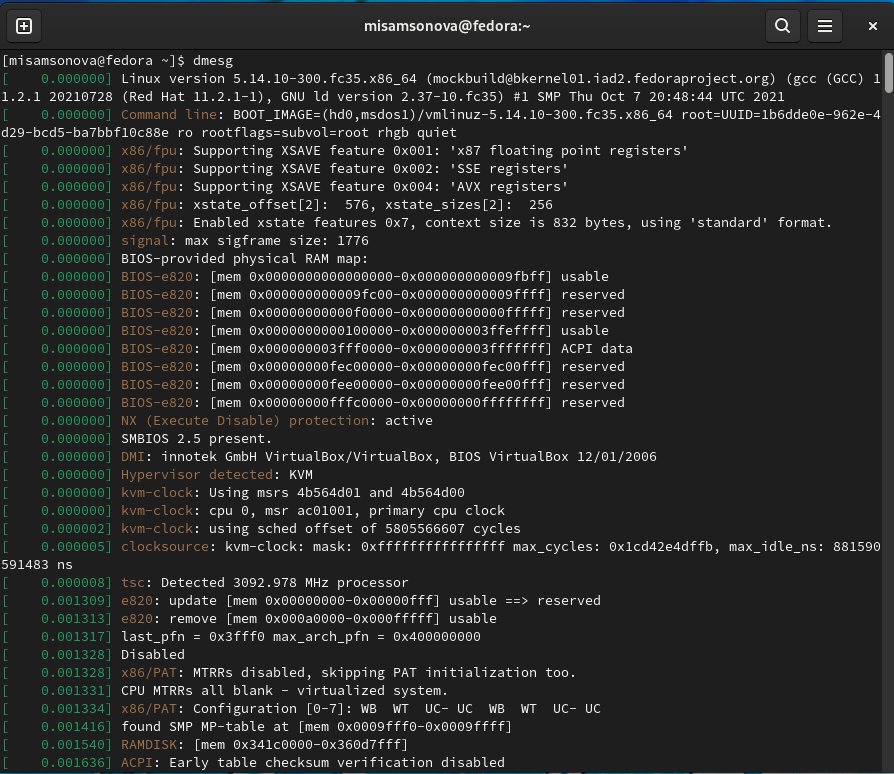 misamsonova@fedora:~
[misamsonova@fedora ~]$ dmesg
[    0.000000] Linux version 5.14.10-300.fc35.x86_64 (mockbuild@bkernel01.iad2.fedoraproject.org) (gcc (GCC) 1
1.2.1 20210728 (Red Hat 11.2.1-1), GNU ld version 2.37-10.fc35) #1 SMP Thu Oct 7 20:48:44 UTC 2021
[    0.000000] Command line: BOOT_IMAGE=(hd0,msdos1)/vmlinuz-5.14.10-300.fc35.x86_64 root=UUID=1b6dde0e-962e-4
d29-bcd5-ba7bbf10c88e ro rootflags=subvol=root rhgb quiet
[    0.000000] x86/fpu: Supporting XSAVE feature 0x001: 'x87 floating point registers'
[    0.000000] x86/fpu: Supporting XSAVE feature 0x002: 'SSE registers'
[    0.000000] x86/fpu: Supporting XSAVE feature 0x004: 'AVX registers'
[    0.000000] x86/fpu: xstate_offset[2]:  576, xstate_sizes[2]:  256
[    0.000000] x86/fpu: Enabled xstate features 0x7, context size is 832 bytes, using 'standard' format.
[    0.000000] signal: max sigframe size: 1776
[    0.000000] BIOS-provided physical RAM map:
[    0.000000] BIOS-e820: [mem 0x0000000000000000-0x000000000009fbff] usable
[    0.000000] BIOS-e820: [mem 0x000000000009fc00-0x000000000009ffff] reserved
[    0.000000] BIOS-e820: [mem 0x00000000000f0000-0x00000000000fffff] reserved
[    0.000000] BIOS-e820: [mem 0x0000000000100000-0x000000003ffeffff] usable
[    0.000000] BIOS-e820: [mem 0x000000003fff0000-0x000000003fffffff] ACPI data
[    0.000000] BIOS-e820: [mem 0x00000000fec00000-0x00000000fec00fff] reserved
[    0.000000] BIOS-e820: [mem 0x00000000fee00000-0x00000000fee00fff] reserved
[    0.000000] BIOS-e820: [mem 0x00000000fffc0000-0x00000000ffffffff] reserved
[    0.000000] NX (Execute Disable) protection: active
[    0.000000] SMBIOS 2.5 present.
[    0.000000] DMI: innotek GmbH VirtualBox/VirtualBox, BIOS VirtualBox 12/01/2006
[    0.000000] Hypervisor detected: KVM
[    0.000000] kvm-clock: Using msrs 4b564d01 and 4b564d00
[    0.000000] kvm-clock: cpu 0, msr ac01001, primary cpu clock
[    0.000002] kvm-clock: using sched offset of 5805566607 cycles
[    0.000005] clocksource: kvm-clock: mask: 0xffffffffffffffff max_cycles: 0x1cd42e4dffb, max_idle_ns: 881590
591483 ns
[    0.000008] tsc: Detected 3092.978 MHz processor
[    0.001309] e820: update [mem 0x00000000-0x00000fff] usable ==> reserved
[    0.001313] e820: remove [mem 0x000a0000-0x000fffff] usable
[    0.001317] last_pfn = 0x3fff0 max_arch_pfn = 0x400000000
[    0.001328] Disabled
[    0.001328] x86/PAT: MTRRs disabled, skipping PAT initialization too.
[    0.001331] CPU MTRRs all blank - virtualized system.
[    0.001334] x86/PAT: Configuration [0-7]: WB  WT  UC- UC  WB  WT  UC- UC
[    0.001416] found SMP MP-table at [mem 0x0009fff0-0x0009ffff]
[    0.001540] RAMDISK: [mem 0x341c0000-0x360d7fff]
[    0.001636] ACPI: Early table checksum verification disabled